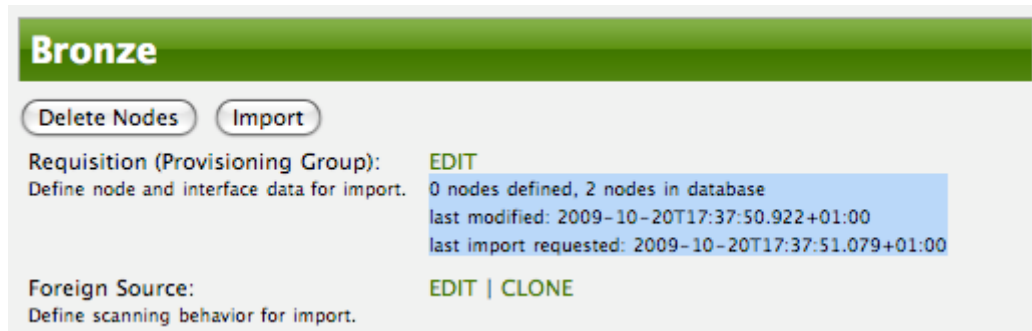 Bronze
Delete Nodes Import
Requisition (Provisioning Group): EDIT
Define node and interface data for import. 0 nodes defined, 2 nodes in database
last modified: 2009-10-20T17:37:50.922+01:00
last import requested: 2009-10-20T17:37:51.079+01:00
Foreign Source: EDIT | CLONE
Define scanning behavior for import.